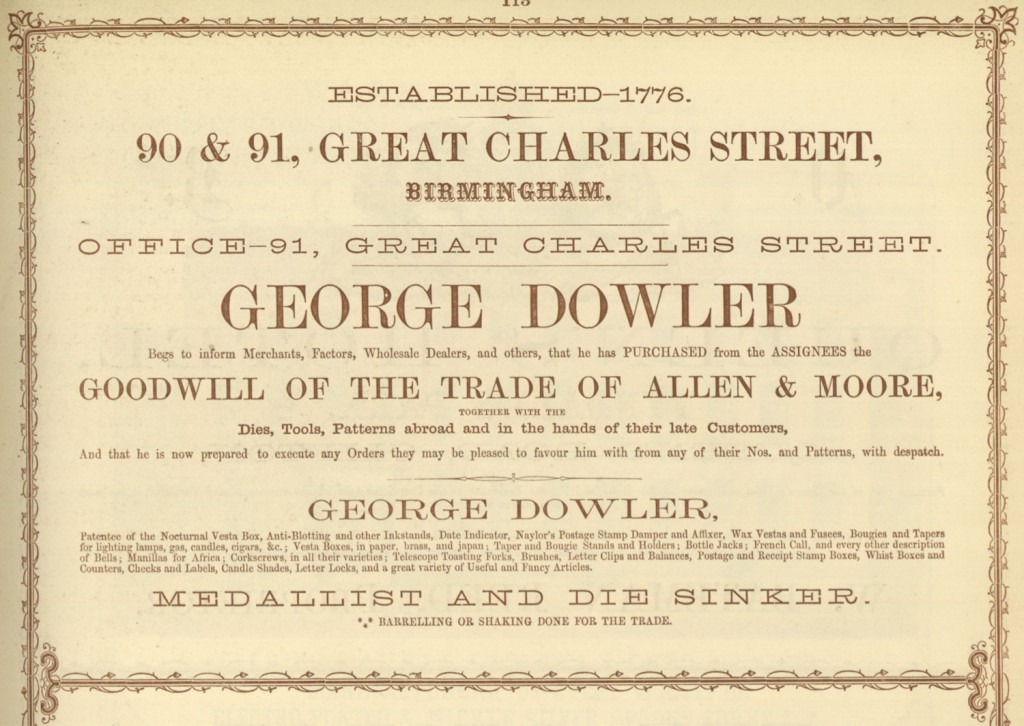 113
ESTABLISHED—1776.
90 & 91, GREAT CHARLES STREET,
BIRMINGHAM.
OFFICE—91, GREAT CHARLES STREET.
GEORGE DOWLER
Begs to inform Merchants, Factors, Wholesale Dealers, and others, that he has PURCHASED from the ASSIGNEES the
GOODWILL OF THE TRADE OF ALLEN & MOORE,
TOGETHER WITH THE
Dies, Tools, Patterns abroad and in the hands of their late Customers,
And that he is now prepared to execute any Orders they may be pleased to favour him with from any of their Nos. and Patterns, with despatch.
GEORGE DOWLER,
Patentee of the Nocturnal Vesta Box, Anti-Blotting and other Inkstands, Date Indicator, Naylor's Postage Stamp Damper and Affixer, Wax Vestas and Fusees, Bougies and Tapers
for lighting lamps, gas, candles, cigars, &c.; Vesta Boxes, in paper, brass, and japan; Taper and Bougie Stands and Holders; Bottle Jacks; French Call, and every other description
of Bells; Manillas for Africa; Corkscrews, in all their varieties; Telescope Toasting Forks, Brushes, Letter Clips and Balances, Postage and Receipt Stamp Boxes, Whist Boxes and
Counters, Checks and Labels, Candle Shades, Letter Locks, and a great variety of Useful and Fancy Articles.
MEDALLIST AND DIE SINKER.
*⁎* BARRELLING OR SHAKING DONE FOR THE TRADE.